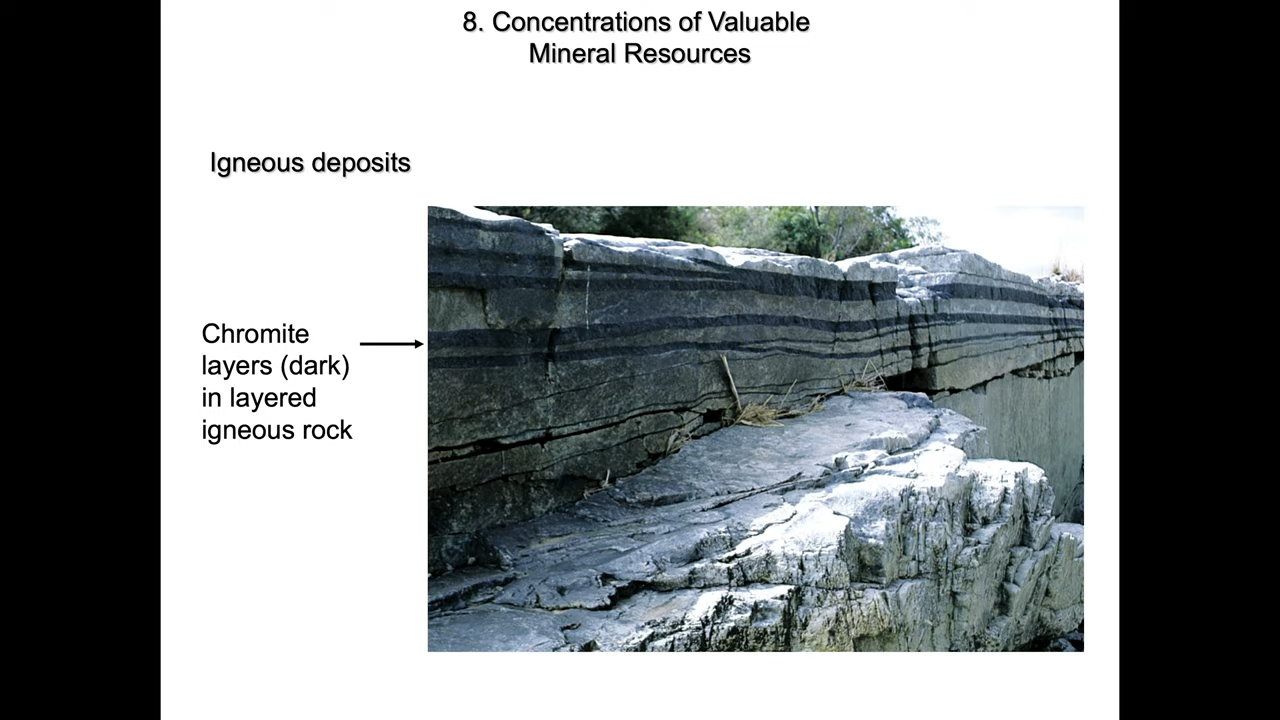 8. Concentrations of Valuable
Mineral Resources
Igneous deposits
Chromite
layers (dark)
in layered
igneous rock